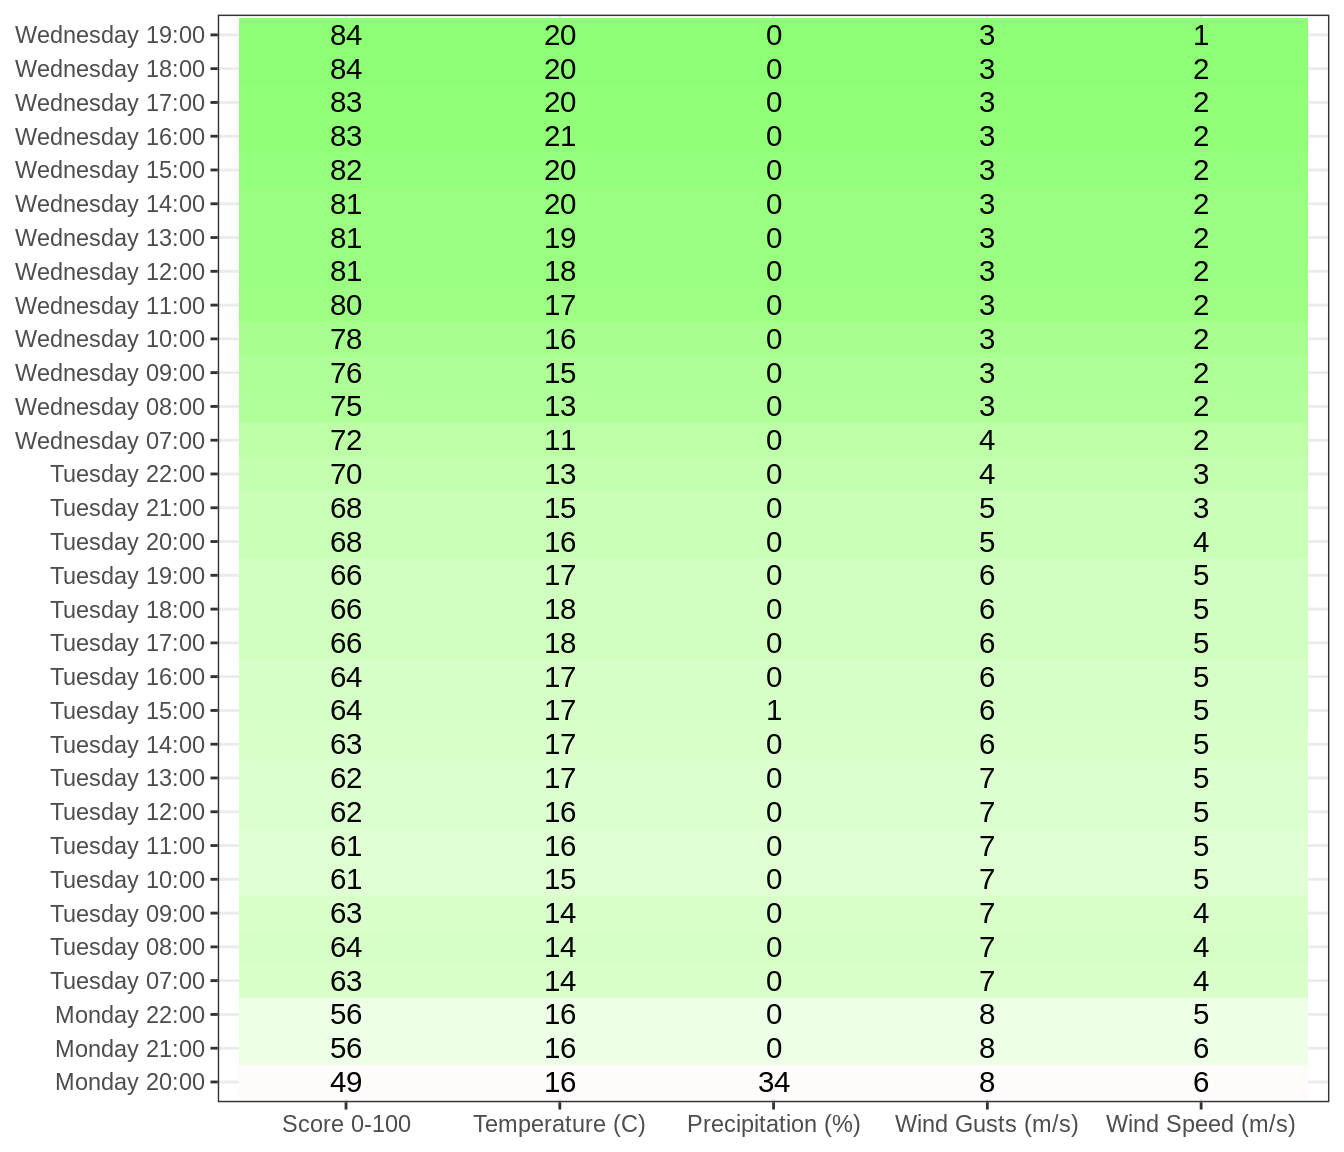 Wednesday 19:00 84 20 0 3 1
Wednesday 18:00 84 20 0 3 2
Wednesday 17:00 83 20 0 3 2
Wednesday 16:00 83 21 0 3 2
Wednesday 15:00 82 20 0 3 2
Wednesday 14:00 81 20 0 3 2
Wednesday 13:00 81 19 0 3 2
Wednesday 12:00 81 18 0 3 2
Wednesday 11:00 80 17 0 3 2
Wednesday 10:00 78 16 0 3 2
Wednesday 09:00 76 15 0 3 2
Wednesday 08:00 75 13 0 3 2
Wednesday 07:00 72 11 0 4 2
Tuesday 22:00 70 13 0 4 3
Tuesday 21:00 68 15 0 5 3
Tuesday 20:00 68 16 0 5 4
Tuesday 19:00 66 17 0 6 5
Tuesday 18:00 66 18 0 6 5
Tuesday 17:00 66 18 0 6 5
Tuesday 16:00 64 17 0 6 5
Tuesday 15:00 64 17 1 6 5
Tuesday 14:00 63 17 0 6 5
Tuesday 13:00 62 17 0 7 5
Tuesday 12:00 62 16 0 7 5
Tuesday 11:00 61 16 0 7 5
Tuesday 10:00 61 15 0 7 5
Tuesday 09:00 63 14 0 7 4
Tuesday 08:00 64 14 0 7 4
Tuesday 07:00 63 14 0 7 4
Monday 22:00 56 16 0 8 5
Monday 21:00 56 16 0 8 6
Monday 20:00 49 16 34 8 6
Score 0-100 Temperature (C) Precipitation (%) Wind Gusts (m/s) Wind Speed (m/s)